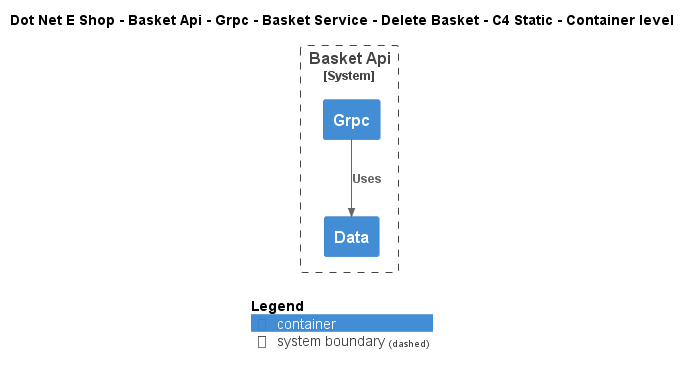 Dot Net E Shop - Basket Api - Grpc - Basket Service - Delete Basket - C4 Static - Container level
Basket Api
[System]
Grpc
Uses
Data
Legend
container
system boundary (dashed)